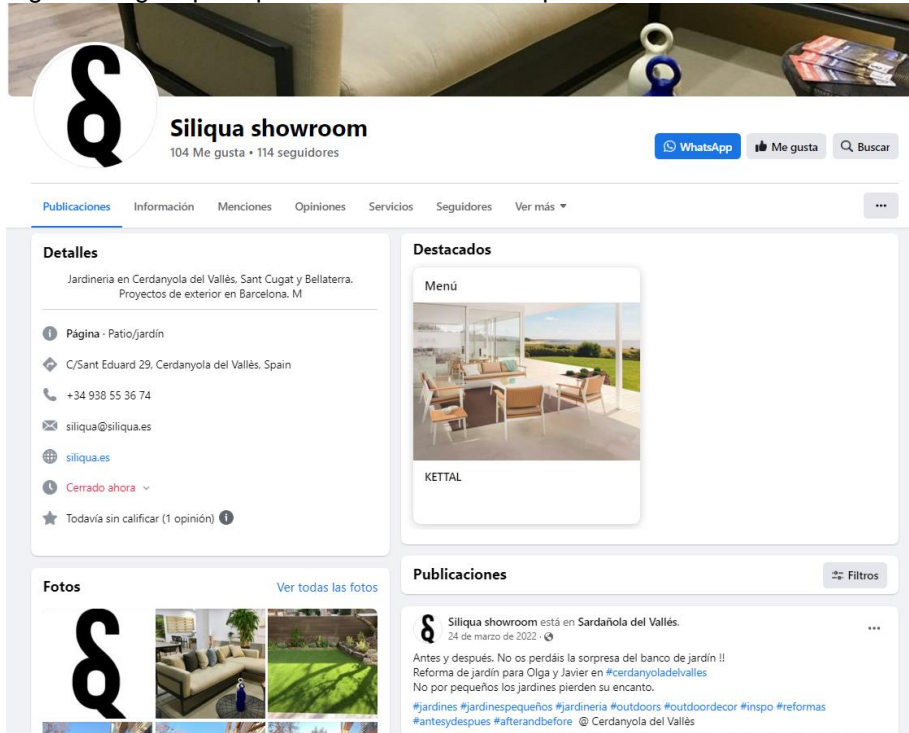 Siliqua showroom
104 Me gusta • 114 seguidores
WhatsApp
Me gusta
Buscar
Publicaciones Información Menciones Opiniones Servicios Seguidores Ver más
Detalles
Jardineria en Cerdanyola del Vallès, Sant Cugat y Bellaterra.
Proyectos de exterior en Barcelona. M
Página · Patio/jardín
C/Sant Eduard 29, Cerdanyola del Vallès, Spain
+34 938 55 36 74
siliqua@siliqua.es
siliqua.es
Cerrado ahora
Todavía sin calificar (1 opinión)
Fotos
Ver todas las fotos
Destacados
Menú
KETTAL
Publicaciones
Filtros
Siliqua showroom está en Sardañola del Vallés.
24 de marzo de 2022 ·
Antes y después. No os perdáis la sorpresa del banco de jardín !!
Reforma de jardín para Olga y Javier en #cerdanyoladelvalles
No por pequeños los jardines pierden su encanto.
#jardines #jardinespequeños #jardineria #outdoors #outdoordecor #inspo #reformas
#antesydespues #afterandbefore @ Cerdanyola del Vallès